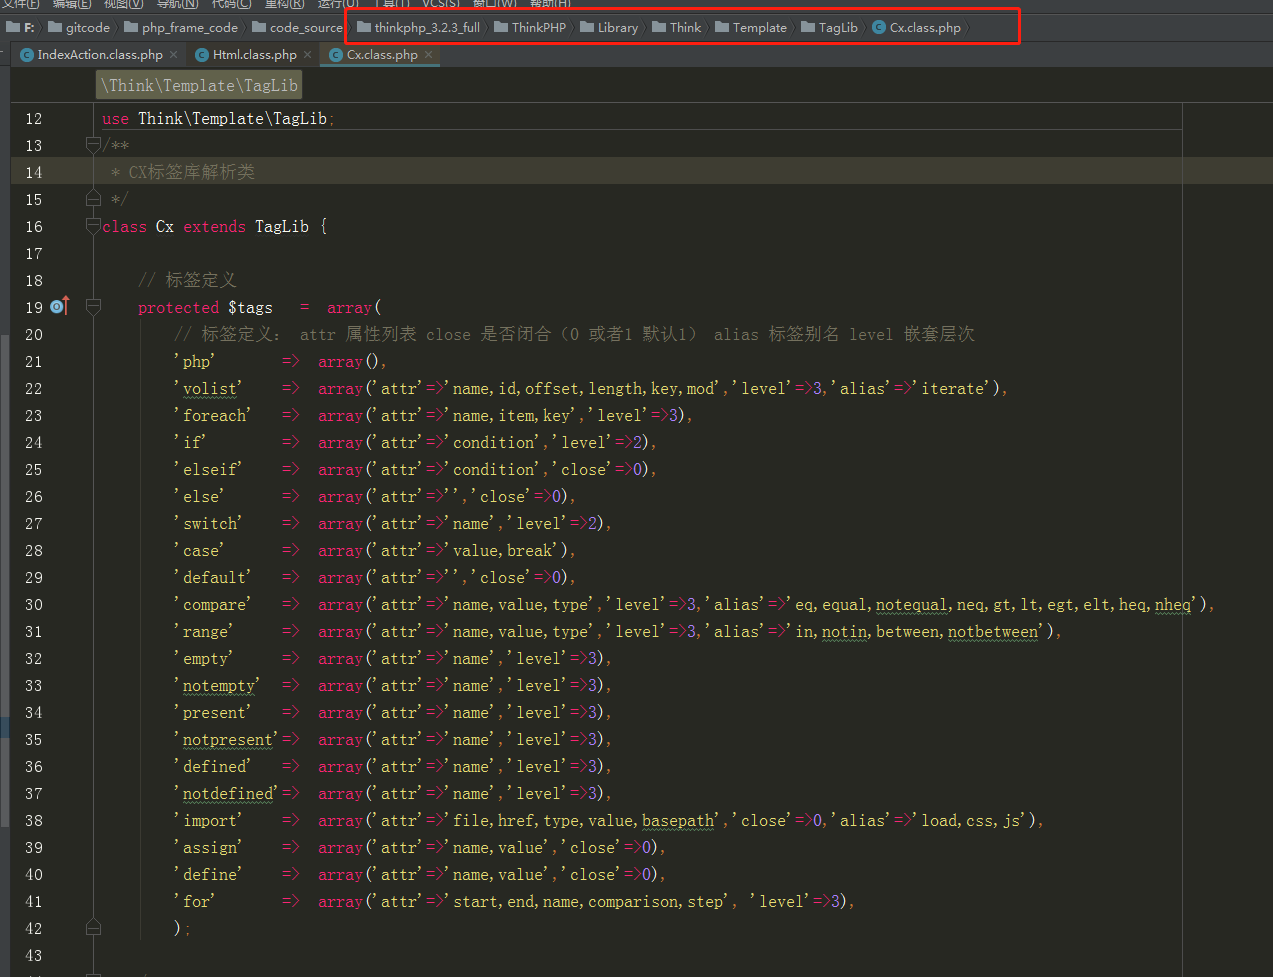 文件(F) 编辑(E) 视图(V) 导航(N) 代码(C) 重构(R) 运行(U) 工具(T) VCS(S) 窗口(W) 帮助(H)
F: gitcode php_frame_code code_source thinkphp_3.2.3_full ThinkPHP Library Think Template TagLib Cx.class.php
IndexAction.class.php × Html.class.php × Cx.class.php ×
\Think\Template\TagLib
12 use Think\Template\TagLib;
13 /**
14 * CX标签库解析类
15 */
16 class Cx extends TagLib {
17
18 // 标签定义
19 protected $tags = array(
20 // 标签定义： attr 属性列表 close 是否闭合（0 或者1 默认1） alias 标签别名 level 嵌套层次
21 'php' => array(),
22 'volist' => array('attr'=>'name,id,offset,length,key,mod','level'=>3,'alias'=>'iterate'),
23 'foreach' => array('attr'=>'name,item,key','level'=>3),
24 'if' => array('attr'=>'condition','level'=>2),
25 'elseif' => array('attr'=>'condition','close'=>0),
26 'else' => array('attr'=>'','close'=>0),
27 'switch' => array('attr'=>'name','level'=>2),
28 'case' => array('attr'=>'value,break'),
29 'default' => array('attr'=>'','close'=>0),
30 'compare' => array('attr'=>'name,value,type','level'=>3,'alias'=>'eq,equal,notequal,neq,gt,lt,egt,elt,heq,nheq'),
31 'range' => array('attr'=>'name,value,type','level'=>3,'alias'=>'in,notin,between,notbetween'),
32 'empty' => array('attr'=>'name','level'=>3),
33 'notempty' => array('attr'=>'name','level'=>3),
34 'present' => array('attr'=>'name','level'=>3),
35 'notpresent'=> array('attr'=>'name','level'=>3),
36 'defined' => array('attr'=>'name','level'=>3),
37 'notdefined'=> array('attr'=>'name','level'=>3),
38 'import' => array('attr'=>'file,href,type,value,basepath','close'=>0,'alias'=>'load,css,js'),
39 'assign' => array('attr'=>'name,value','close'=>0),
40 'define' => array('attr'=>'name,value','close'=>0),
41 'for' => array('attr'=>'start,end,name,comparison,step', 'level'=>3),
42 );
43